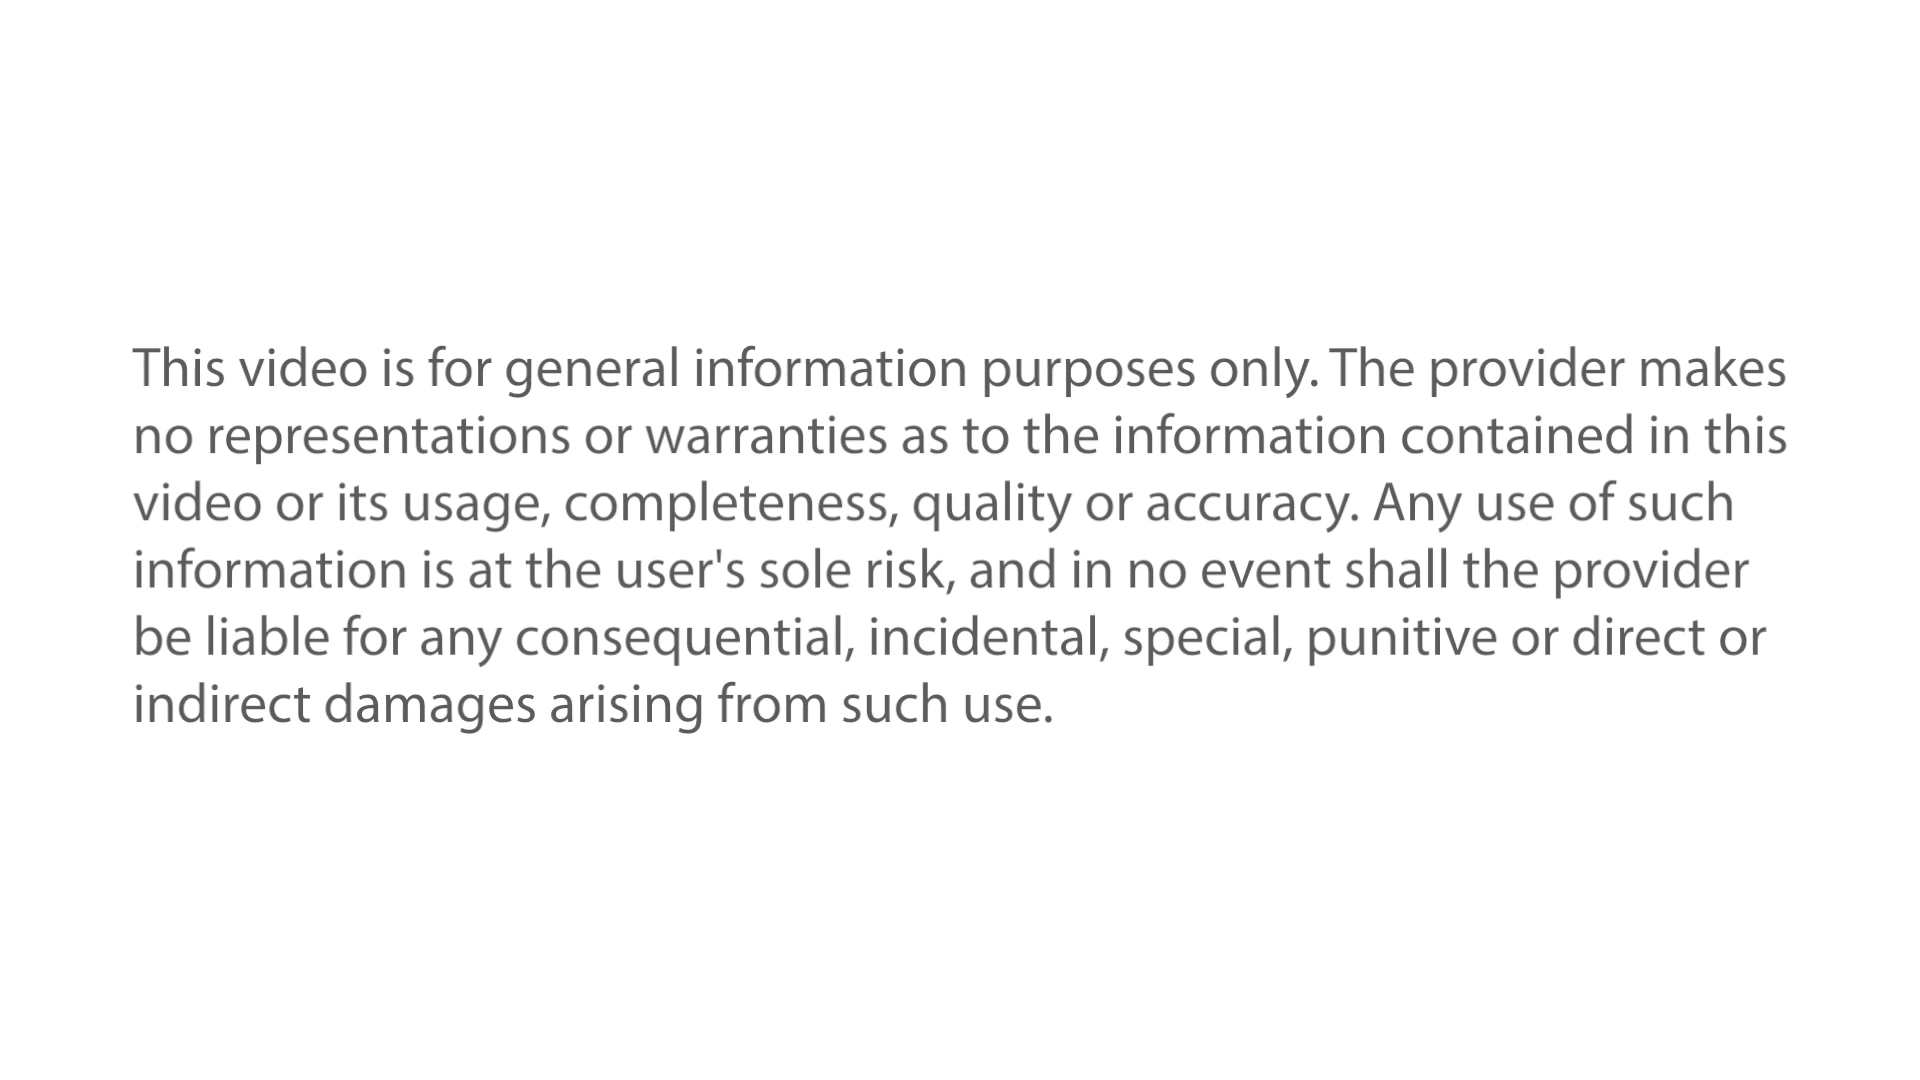 This video is for general information purposes only. The provider makes
no representations or warranties as to the information contained in this
video or its usage, completeness, quality or accuracy. Any use of such
information is at the user's sole risk, and in no event shall the provider
be liable for any consequential, incidental, special, punitive or direct or
indirect damages arising from such use.